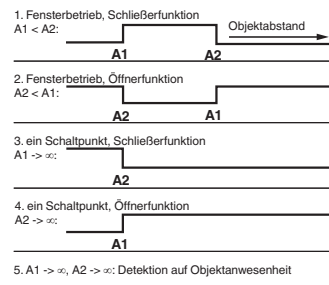 1. Fensterbetrieb, Schließerfunktion
A1 < A2:
Objektabstand
A1
A2
2. Fensterbetrieb, Öffnerfunktion
A2 < A1:
A2
A1
3. ein Schaltpunkt, Schließerfunktion
A1 -> ∞:
A2
4. ein Schaltpunkt, Öffnerfunktion
A2 -> ∞:
A1
5. A1 -> ∞, A2 -> ∞: Detektion auf Objektanwesenheit